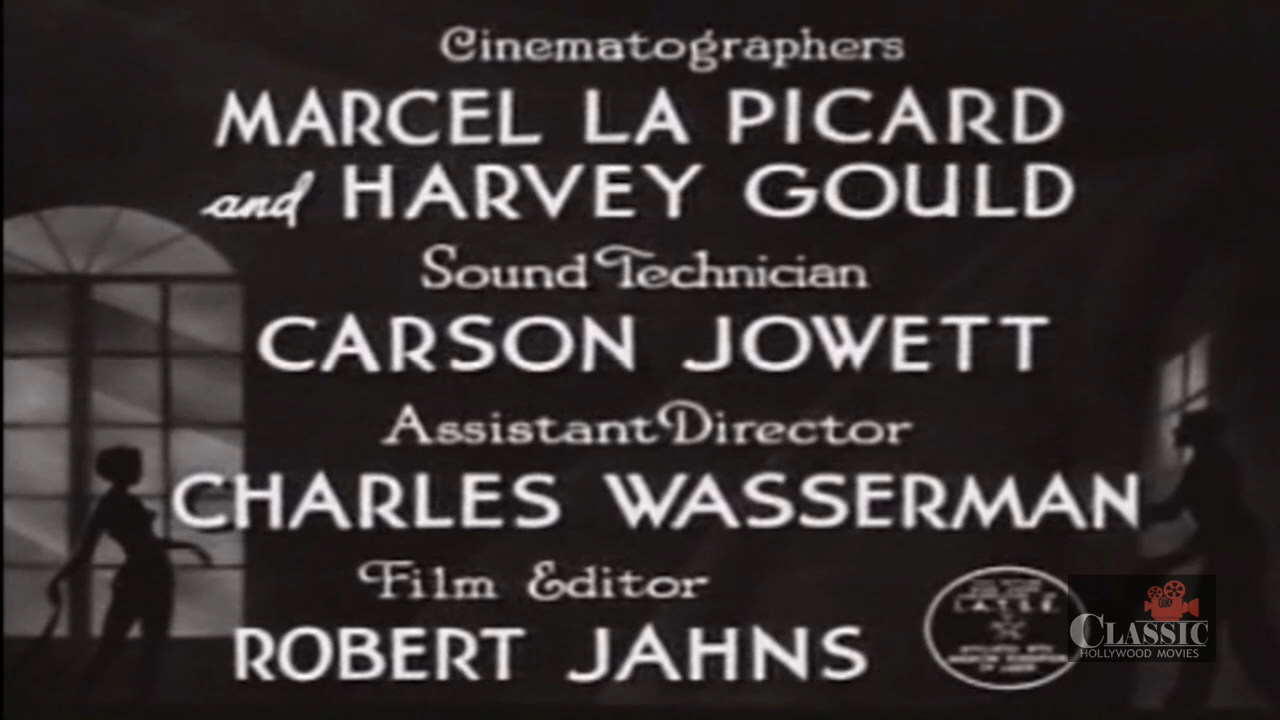 Cinematographers
MARCEL LA PICARD
and HARVEY GOULD
Sound Technician
CARSON JOWETT
Assistant Director
CHARLES WASSERMAN
Film Editor
ROBERT JAHNS
I.A.T.S.E.
CLASSIC
HOLLYWOOD MOVIES